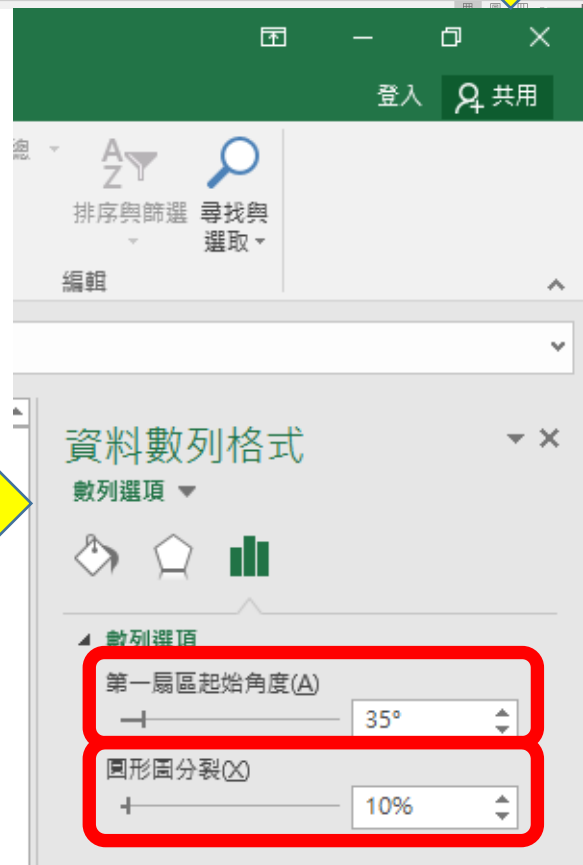 登入 共用
總
排序與篩選
尋找與
選取
編輯
資料數列格式
數列選項
數列選項
第一扇區起始角度(A)
35°
圓形圖分裂(X)
10%